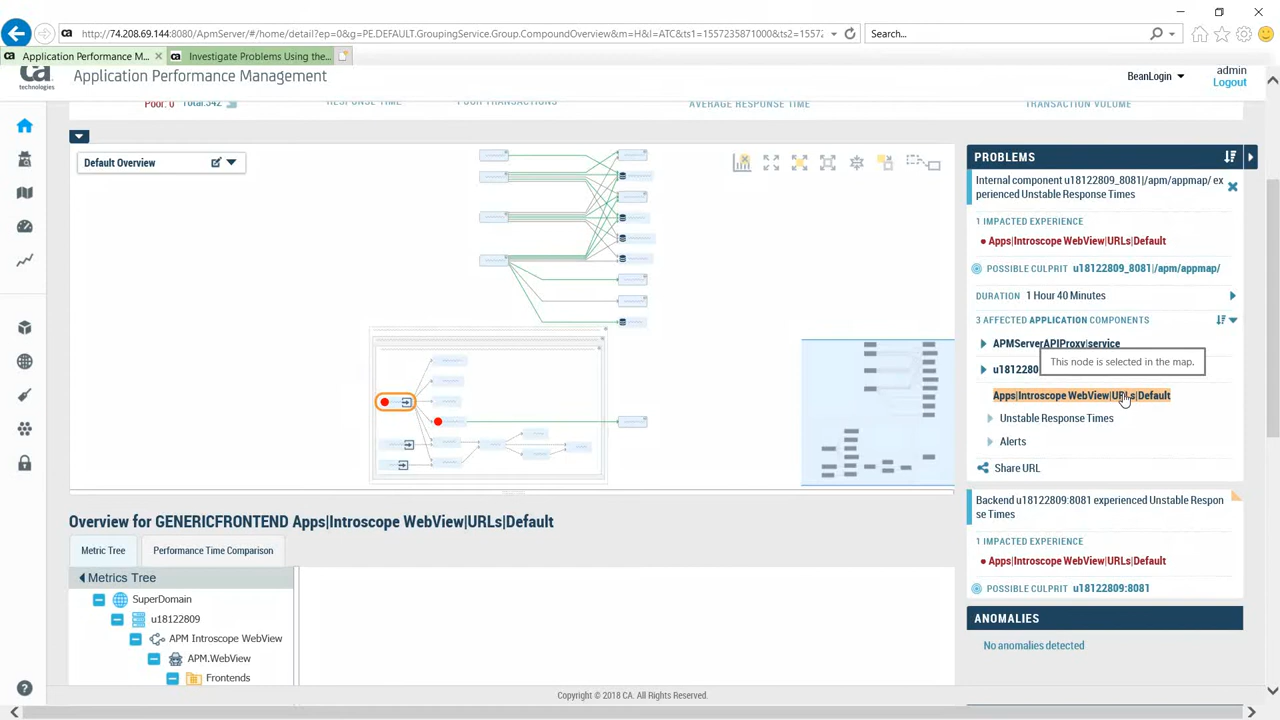 http://74.208.69.144:8080/ApmServer/#/home/detail?ep=0&g=PE.DEFAULT.GroupingService.Group.CompoundOverview&m=H&l=ATC&ts1=1557235871000&ts2=1557
Search...
Application Performance M...
Investigate Problems Using the...
ca
technologies
Application Performance Management
BeanLogin
admin
Logout
Poor: 0
Total:342
RESPONSE TIME
POOR TRANSACTIONS
AVERAGE RESPONSE TIME
TRANSACTION VOLUME
Default Overview
PROBLEMS
Internal component u18122809_8081|/apm/appmap/ ex
perienced Unstable Response Times
1 IMPACTED EXPERIENCE
Apps|Introscope WebView|URLs|Default
POSSIBLE CULPRIT u18122809_8081|/apm/appmap/
DURATION 1 Hour 40 Minutes
3 AFFECTED APPLICATION COMPONENTS
APMServerAPIProxy|service
This node is selected in the map.
u1812280
Apps|Introscope WebView|URLs|Default
Unstable Response Times
Alerts
Share URL
Backend u18122809:8081 experienced Unstable Respon
se Times
1 IMPACTED EXPERIENCE
Apps|Introscope WebView|URLs|Default
POSSIBLE CULPRIT u18122809:8081
ANOMALIES
No anomalies detected
Overview for GENERICFRONTEND Apps|Introscope WebView|URLs|Default
Metric Tree
Performance Time Comparison
Metrics Tree
SuperDomain
u18122809
APM Introscope WebView
APM.WebView
Frontends
Copyright © 2018 CA. All Rights Reserved.